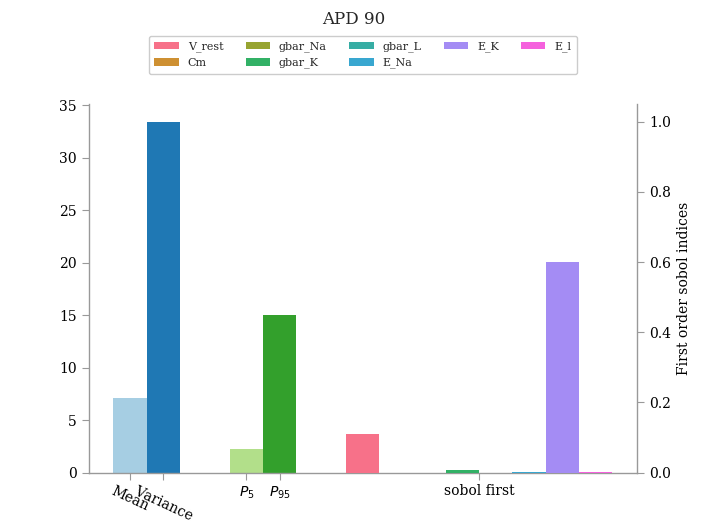 APD 90
V_rest gbar_Na gbar_L E_K E_l
Cm gbar_K E_Na
35
30
25
20
15
10
5
0
1.0
0.8
0.6
0.4
0.2
0.0
First order sobol indices
Mean Variance P5 P95 sobol first